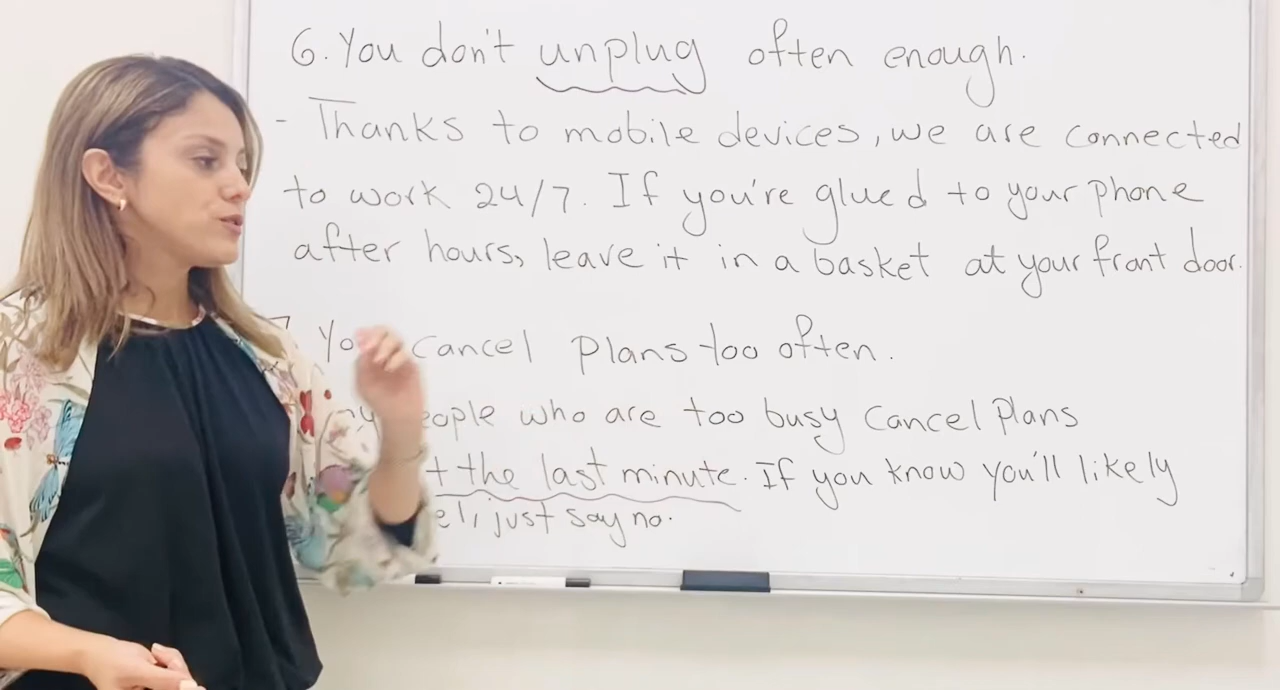 6. You don't unplug often enough.
- Thanks to mobile devices, we are connected
to work 24/7. If you're glued to your phone
after hours, leave it in a basket at your front door.
cancel plans too often.
who are too busy cancel plans
the last minute. If you know you'll likely
just say no.